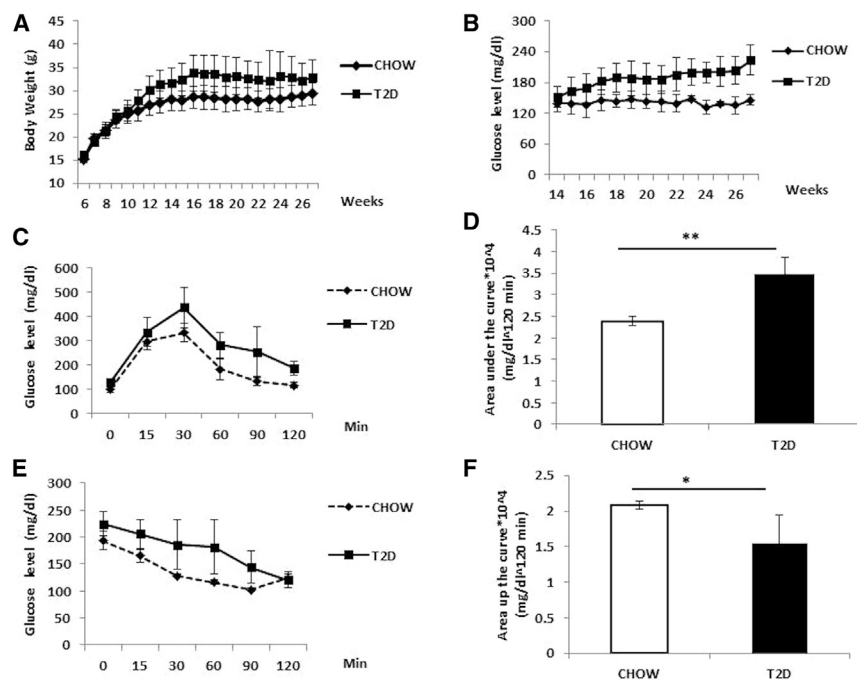 A
Body Weight (g)
45
40
35
30
25
20
15
10
6 8 10 12 14 16 18 20 22 24 26
Weeks
CHOW
T2D
B
Glucose level (mg/dl)
300
240
180
120
60
0
14 16 18 20 22 24 26
Weeks
CHOW
T2D
C
Glucose level (mg/dl)
600
500
400
300
200
100
0
0 15 30 60 90 120
Min
CHOW
T2D
D
Area under the curve*10^4
(mg/dl^120 min)
4.5
4
3.5
3
2.5
2
1.5
1
0.5
0
**
CHOW T2D
E
Glucose level (mg/dl)
300
250
200
150
100
50
0
0 15 30 60 90 120
Min
CHOW
T2D
F
Area up the curve*10^4
(mg/dl^120 min)
2.5
2
1.5
1
0.5
0
*
CHOW T2D